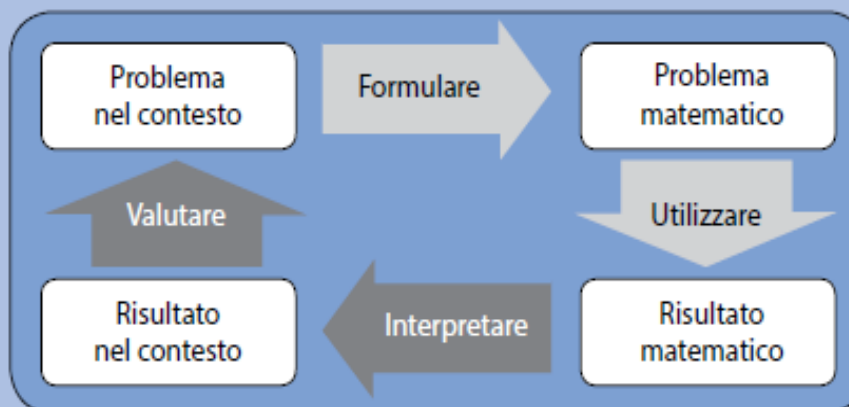 Problema
nel contesto
Formulare
Problema
matematico
Valutare
Utilizzare
Risultato
nel contesto
Interpretare
Risultato
matematico